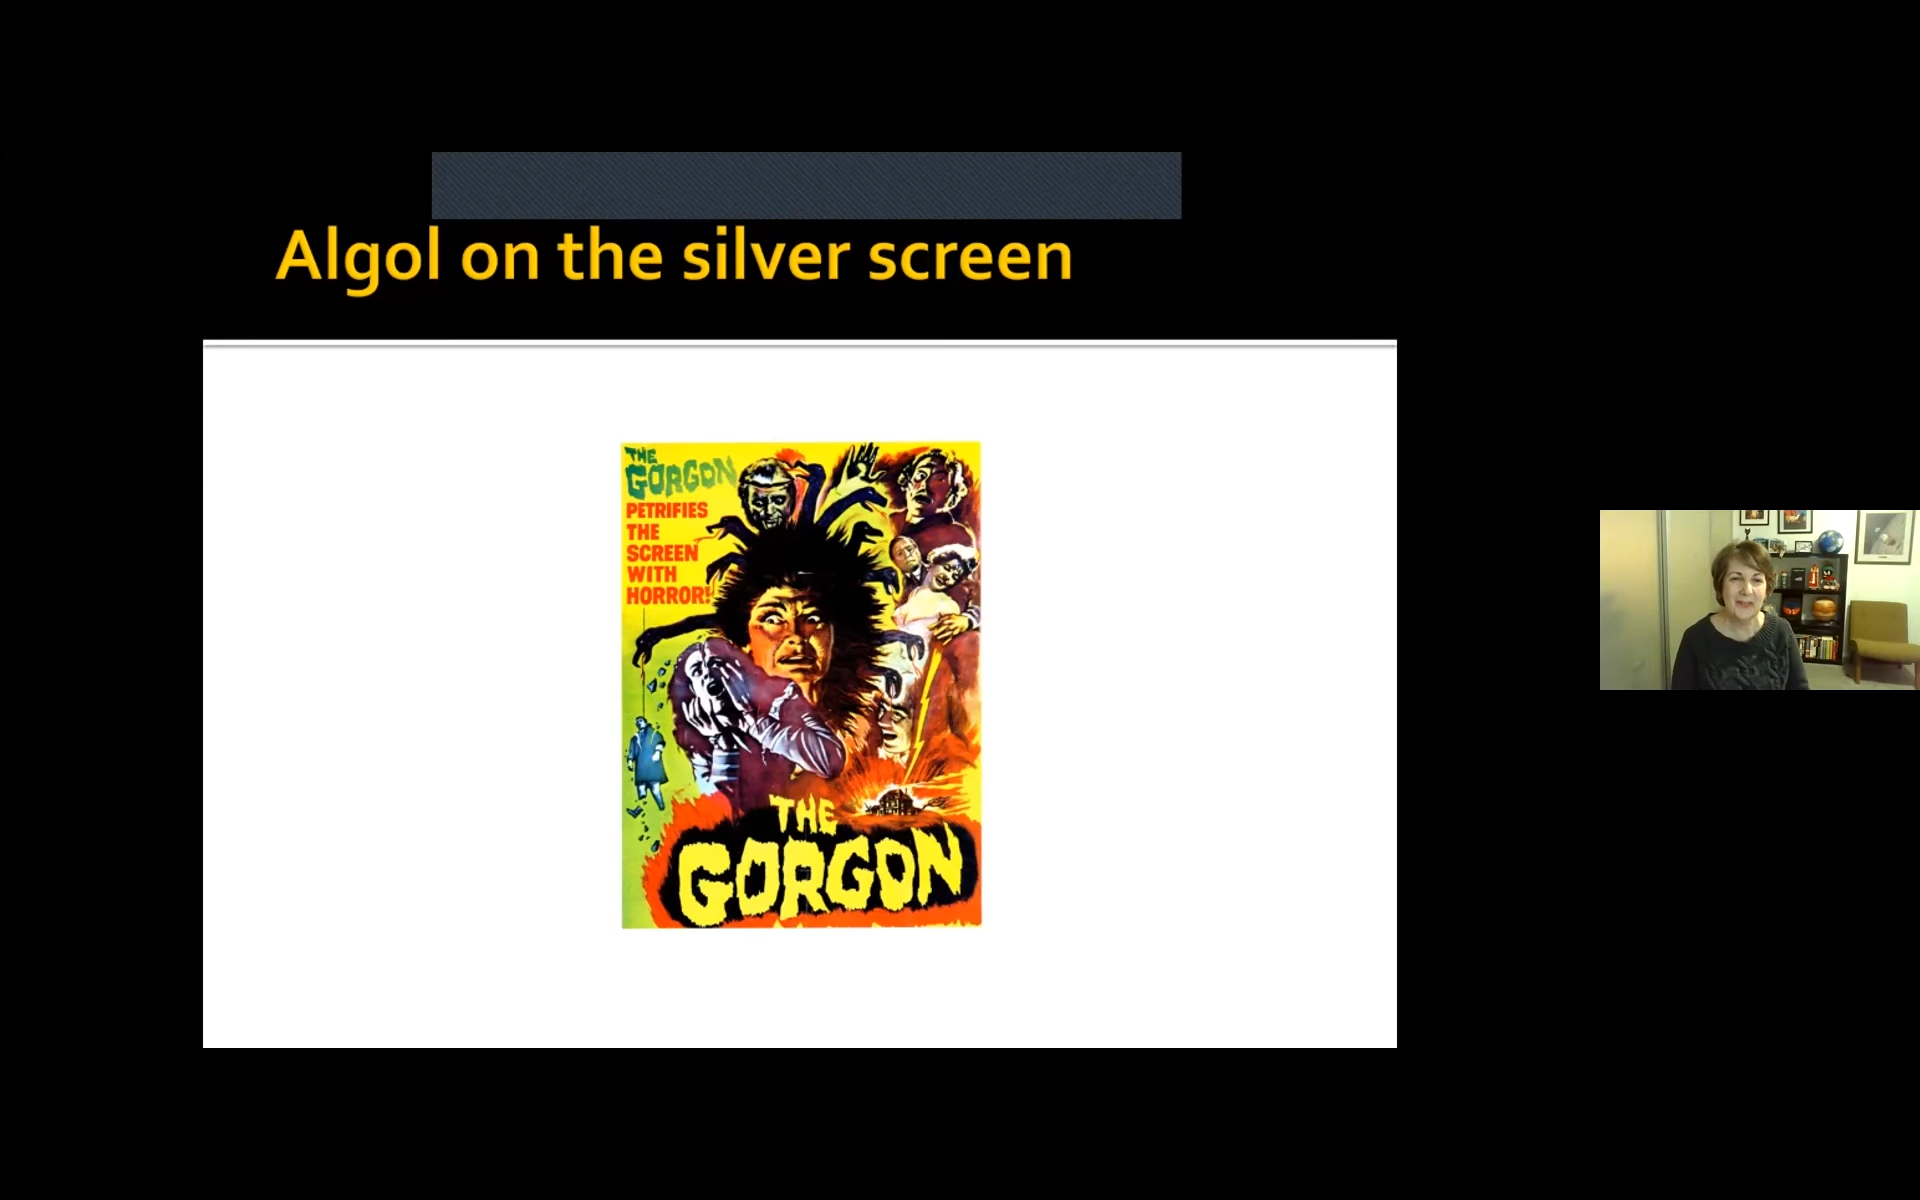 Algol on the silver screen
THE
GORGON
PETRIFIES
THE
SCREEN
WITH
HORROR!
THE
GORGON